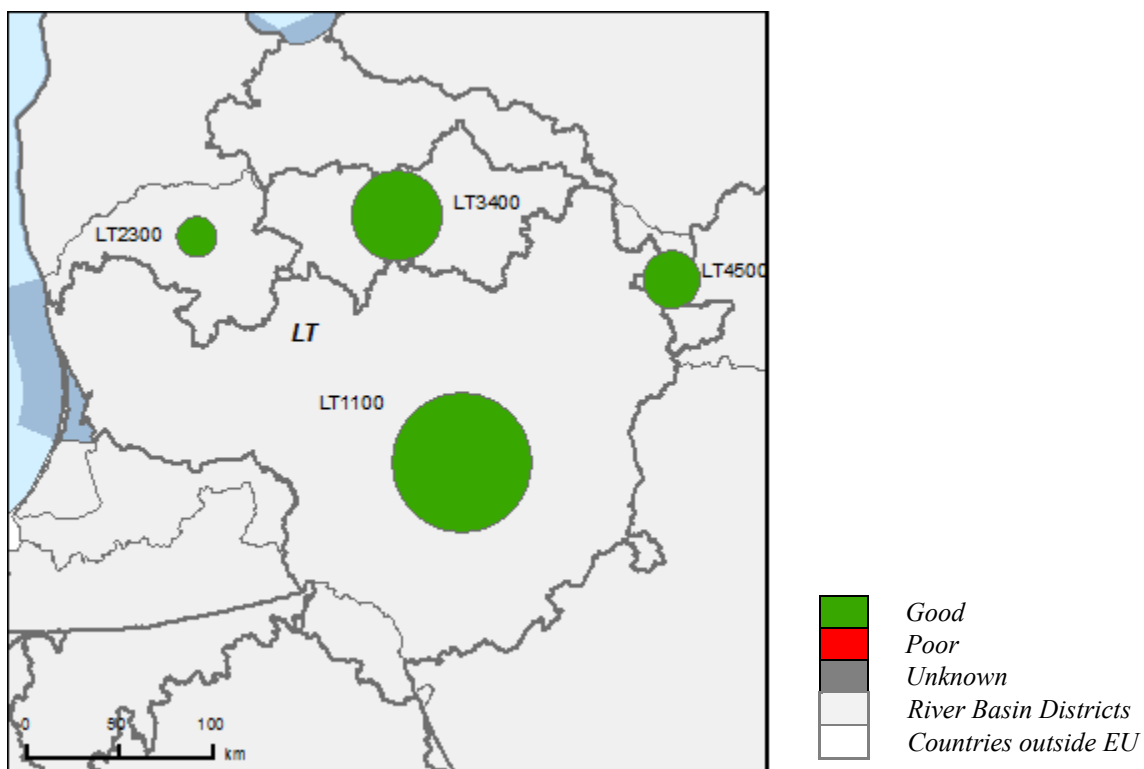 LT3400
LT2300
LT4500
LT
LT1100
0 50 100
km
Good
Poor
Unknown
River Basin Districts
Countries outside EU